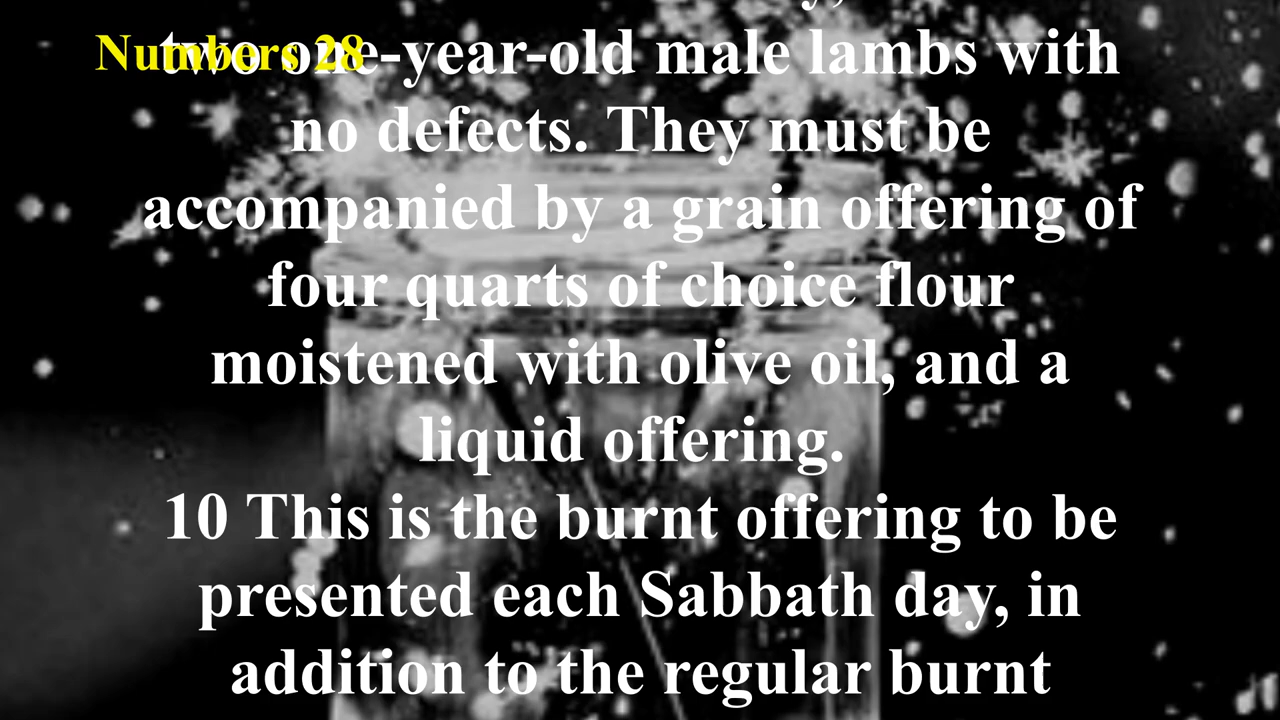 Numbers 28
two one-year-old male lambs with
no defects. They must be
accompanied by a grain offering of
four quarts of choice flour
moistened with olive oil, and a
liquid offering.
10 This is the burnt offering to be
presented each Sabbath day, in
addition to the regular burnt